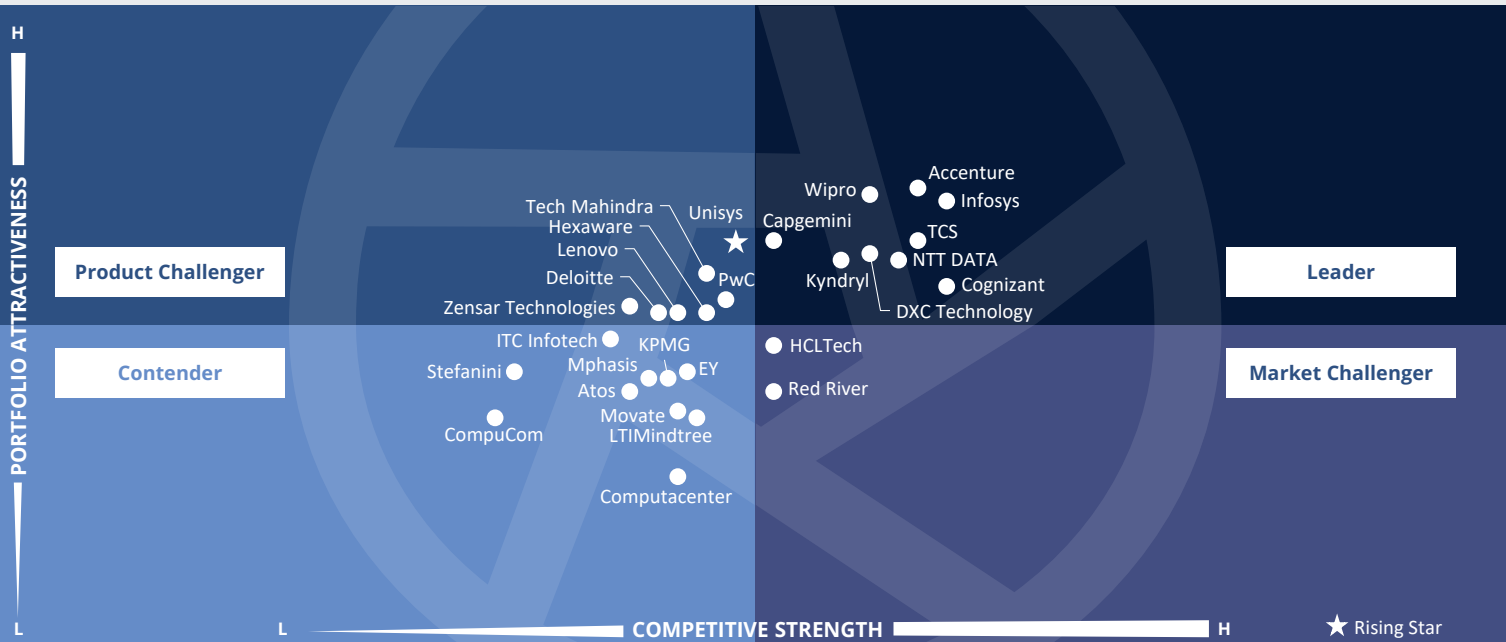 H
PORTFOLIO ATTRACTIVENESS
L
Product Challenger
Leader
Contender
Market Challenger
Accenture
Wipro
Infosys
Tech Mahindra
Unisys
Capgemini
Hexaware
TCS
Lenovo
NTT DATA
Deloitte
PwC
Kyndryl
Cognizant
Zensar Technologies
DXC Technology
ITC Infotech
KPMG
HCLTech
Stefanini
Mphasis
EY
Atos
Red River
Movate
CompuCom
LTIMindtree
Computacenter
L
COMPETITIVE STRENGTH
H
Rising Star